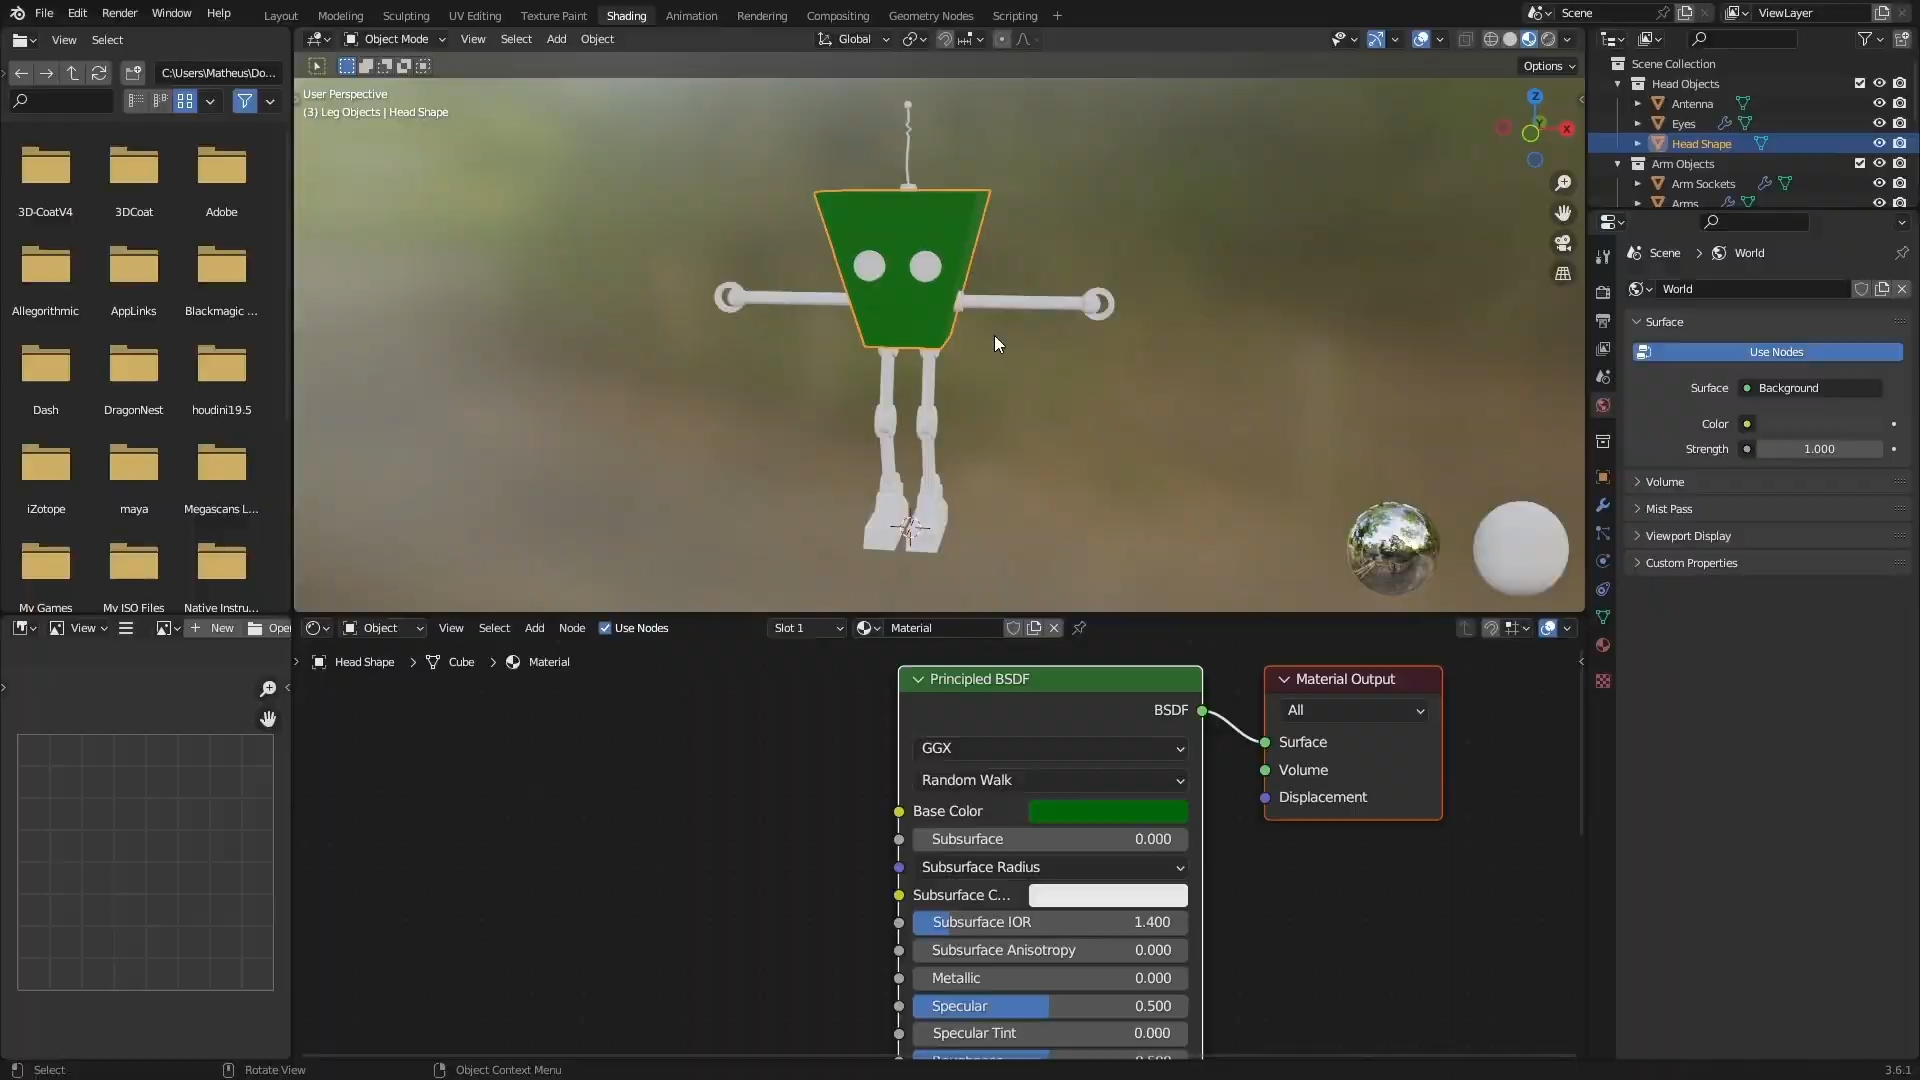 File Edit Render Window Help
Layout Modeling Sculpting UV Editing Texture Paint Shading Animation Rendering Compositing Geometry Nodes Scripting +
Scene
ViewLayer
View Select
Object Mode View Select Add Object
Global
C:\Users\Matheus\Do...
Options
User Perspective
(3) Leg Objects | Head Shape
Z
X
3D-CoatV4 3DCoat Adobe
Allegorithmic AppLinks Blackmagic ...
Dash DragonNest houdini19.5
iZotope maya Megascans L...
My Games My ISO Files Native Instru...
Scene Collection
Head Objects
Antenna
Eyes
Head Shape
Arm Objects
Arm Sockets
Arms
Scene > World
World
Surface
Use Nodes
Surface Background
Color
Strength 1.000
Volume
Mist Pass
Viewport Display
Custom Properties
View + New Open
Object View Select Add Node Use Nodes Slot 1 Material
Head Shape > Cube > Material
Principled BSDF
BSDF
GGX
Random Walk
Base Color
Subsurface 0.000
Subsurface Radius
Subsurface C...
Subsurface IOR 1.400
Subsurface Anisotropy 0.000
Metallic 0.000
Specular 0.500
Specular Tint 0.000
Roughness 0.500
Material Output
All
Surface
Volume
Displacement
Select Rotate View Object Context Menu
3.6.1